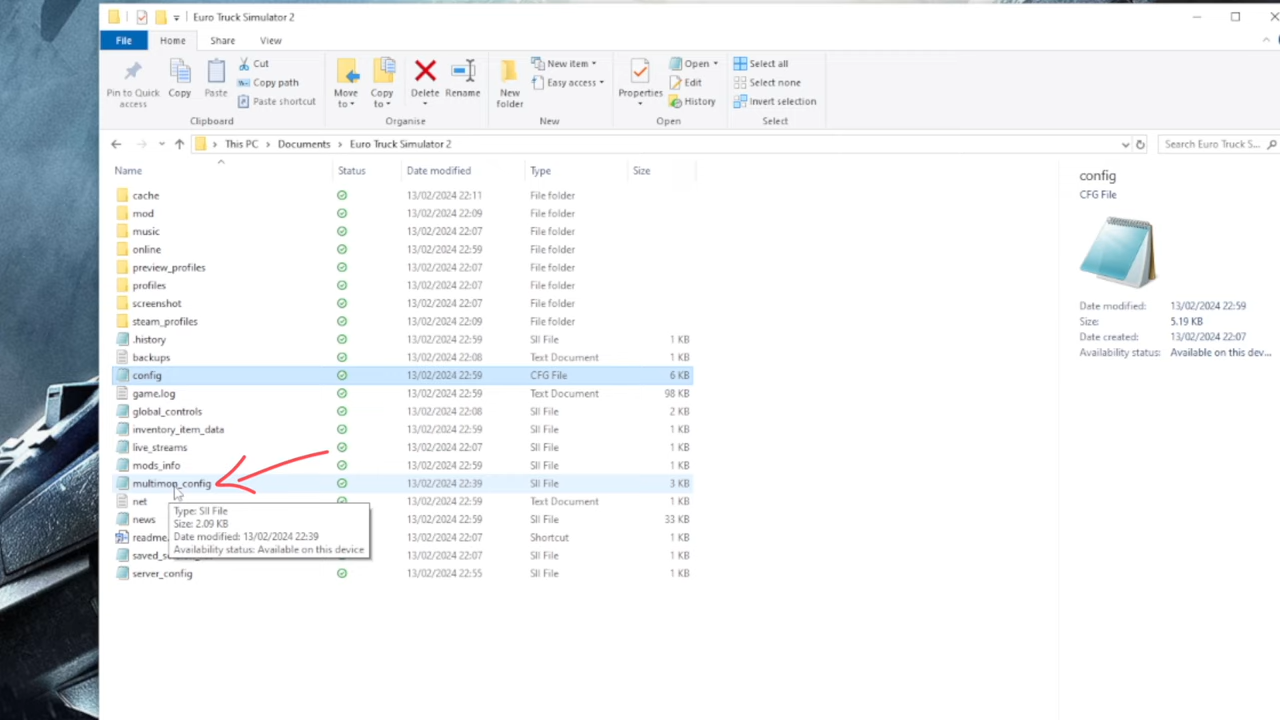 Euro Truck Simulator 2
File Home Share View
Pin to Quick access
Copy
Paste
Cut
Copy path
Paste shortcut
Clipboard
Move to
Copy to
Delete
Rename
Organise
New folder
New item
Easy access
New
Properties
Open
Edit
History
Open
Select all
Select none
Invert selection
Select
This PC > Documents > Euro Truck Simulator 2
Search Euro Truck S...
Name Status Date modified Type Size
cache 13/02/2024 22:11 File folder
mod 13/02/2024 22:09 File folder
music 13/02/2024 22:07 File folder
online 13/02/2024 22:59 File folder
preview_profiles 13/02/2024 22:07 File folder
profiles 13/02/2024 22:07 File folder
screenshot 13/02/2024 22:07 File folder
steam_profiles 13/02/2024 22:09 File folder
.history 13/02/2024 22:59 SII File 1 KB
backups 13/02/2024 22:08 Text Document 1 KB
config 13/02/2024 22:59 CFG File 6 KB
game.log 13/02/2024 22:59 Text Document 98 KB
global_controls 13/02/2024 22:08 SII File 2 KB
inventory_item_data 13/02/2024 22:59 SII File 1 KB
live_streams 13/02/2024 22:07 SII File 1 KB
mods_info 13/02/2024 22:59 SII File 1 KB
multimon_config 13/02/2024 22:39 SII File 3 KB
net 13/02/2024 22:59 Text Document 1 KB
news 13/02/2024 22:59 SII File 33 KB
readme. 13/02/2024 22:07 Shortcut 1 KB
13/02/2024 22:07 SII File 1 KB
server_config 13/02/2024 22:55 SII File 1 KB
Type: SII File
Size: 2.09 KB
Date modified: 13/02/2024 22:39
Availability status: Available on this device
config
CFG File
Date modified: 13/02/2024 22:59
Size: 5.19 KB
Date created: 13/02/2024 22:07
Availability status: Available on this dev...